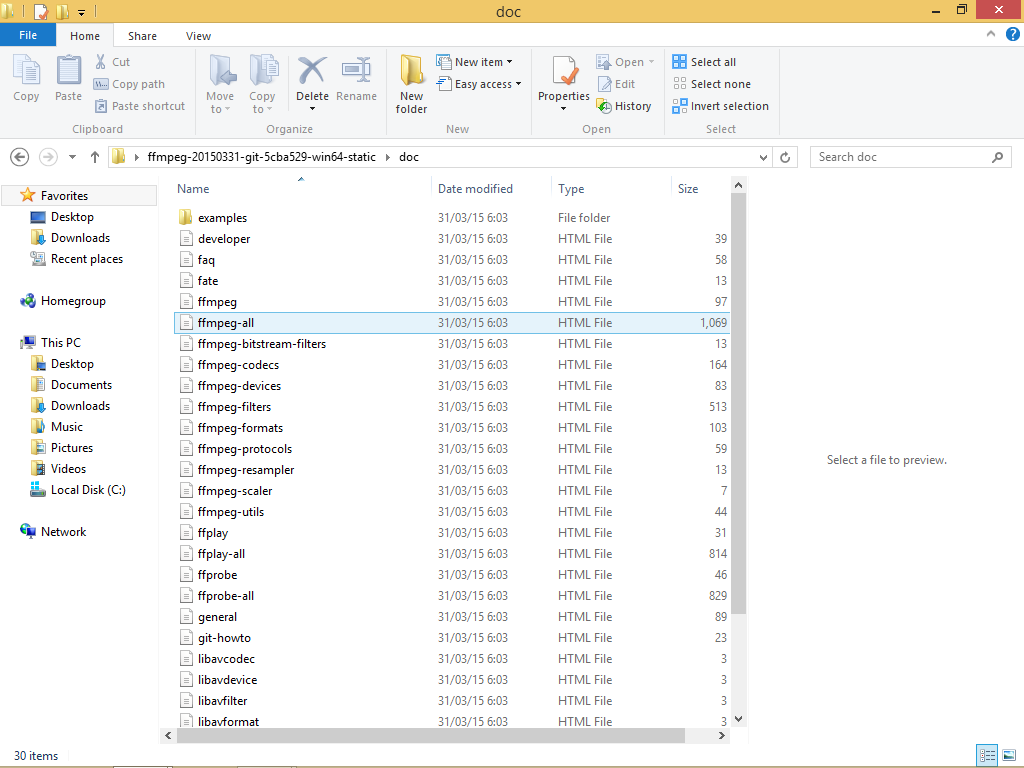 doc
File Home Share View
Copy Paste Cut Copy path Paste shortcut
Clipboard
Move to Copy to Delete Rename
Organize
New folder New item Easy access
New
Properties Open Edit History
Open
Select all Select none Invert selection
Select
ffmpeg-20150331-git-5cba529-win64-static doc
Search doc
Favorites
Desktop
Downloads
Recent places
Homegroup
This PC
Desktop
Documents
Downloads
Music
Pictures
Videos
Local Disk (C:)
Network
Name Date modified Type Size
examples 31/03/15 6:03 File folder
developer 31/03/15 6:03 HTML File 39
faq 31/03/15 6:03 HTML File 58
fate 31/03/15 6:03 HTML File 13
ffmpeg 31/03/15 6:03 HTML File 97
ffmpeg-all 31/03/15 6:03 HTML File 1,069
ffmpeg-bitstream-filters 31/03/15 6:03 HTML File 13
ffmpeg-codecs 31/03/15 6:03 HTML File 164
ffmpeg-devices 31/03/15 6:03 HTML File 83
ffmpeg-filters 31/03/15 6:03 HTML File 513
ffmpeg-formats 31/03/15 6:03 HTML File 103
ffmpeg-protocols 31/03/15 6:03 HTML File 59
ffmpeg-resampler 31/03/15 6:03 HTML File 13
ffmpeg-scaler 31/03/15 6:03 HTML File 7
ffmpeg-utils 31/03/15 6:03 HTML File 44
ffplay 31/03/15 6:03 HTML File 31
ffplay-all 31/03/15 6:03 HTML File 814
ffprobe 31/03/15 6:03 HTML File 46
ffprobe-all 31/03/15 6:03 HTML File 829
general 31/03/15 6:03 HTML File 89
git-howto 31/03/15 6:03 HTML File 23
libavcodec 31/03/15 6:03 HTML File 3
libavdevice 31/03/15 6:03 HTML File 3
libavfilter 31/03/15 6:03 HTML File 3
libavformat 31/03/15 6:03 HTML File 3
Select a file to preview.
30 items